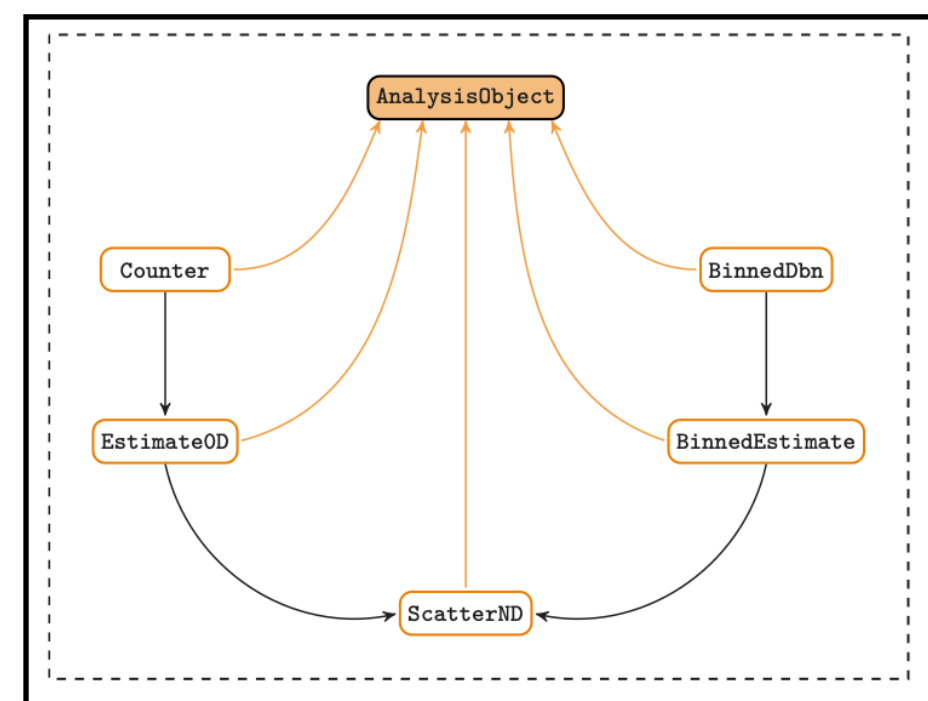 AnalysisObject
Counter
BinnedDbn
Estimate0D
BinnedEstimate
ScatterND